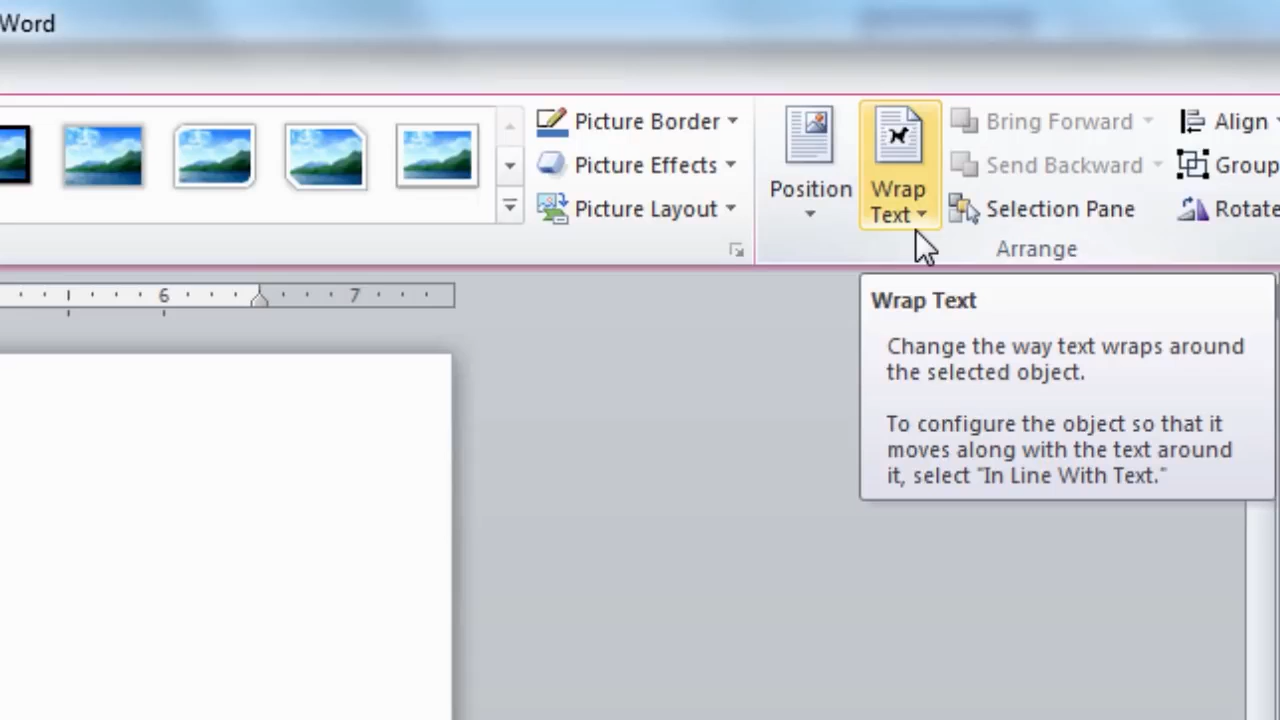 Word
Picture Border
Picture Effects
Picture Layout
Position
Wrap
Text
Bring Forward
Send Backward
Selection Pane
Align
Group
Rotate
Arrange
6
7
Wrap Text
Change the way text wraps around
the selected object.
To configure the object so that it
moves along with the text around
it, select "In Line With Text."